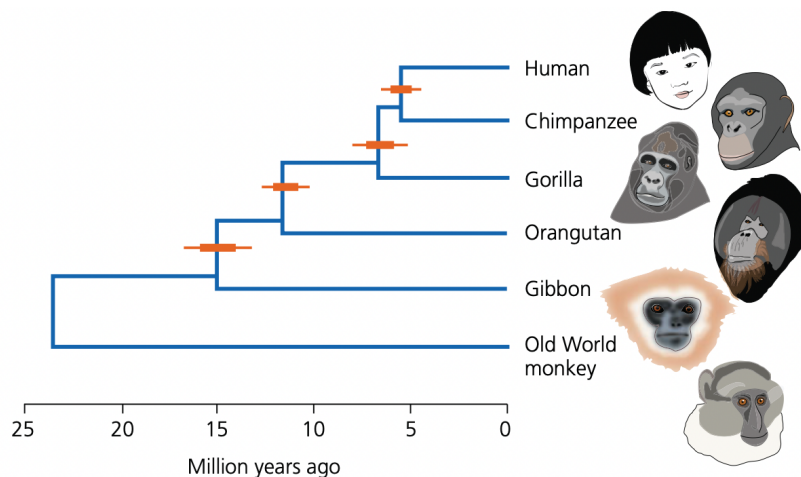 Human
Chimpanzee
Gorilla
Orangutan
Gibbon
Old World
monkey
25 20 15 10 5 0
Million years ago